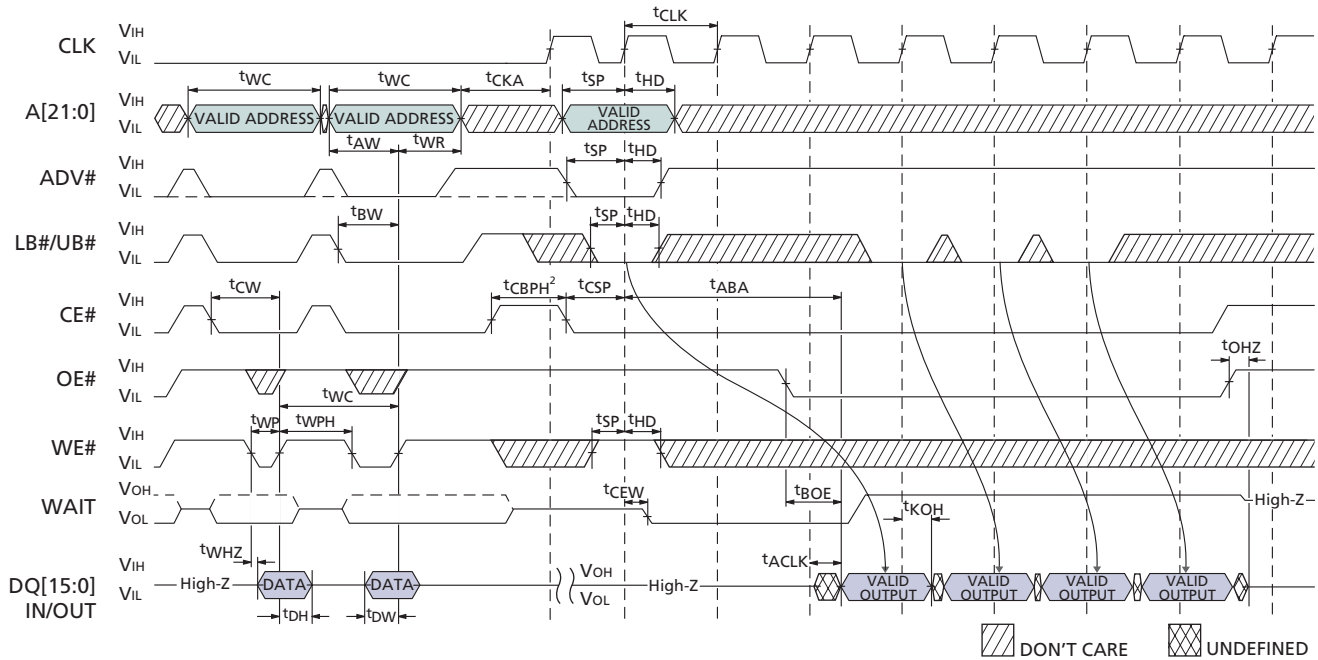 tCLK
CLK VIH
VIL
tWC tWC tCKA tSP tHD
A[21:0] VIH
VIL
VALID ADDRESS VALID ADDRESS VALID ADDRESS
tAW tWR
tSP tHD
ADV# VIH
VIL
tBW tSP tHD
LB#/UB# VIH
VIL
tCW tCBPH2 tCSP tABA
CE# VIH
VIL
tOHZ
OE# VIH
VIL
tWC
tWP tWPH tSP tHD
WE# VIH
VIL
tCEW tBOE
WAIT VOH
VOL
High-Z
tKOH
tWHZ tACLK
DQ[15:0] IN/OUT VIH
VIL
High-Z DATA DATA VOH
VOL
High-Z VALID OUTPUT VALID OUTPUT VALID OUTPUT VALID OUTPUT
tDH tDW
DON'T CARE UNDEFINED